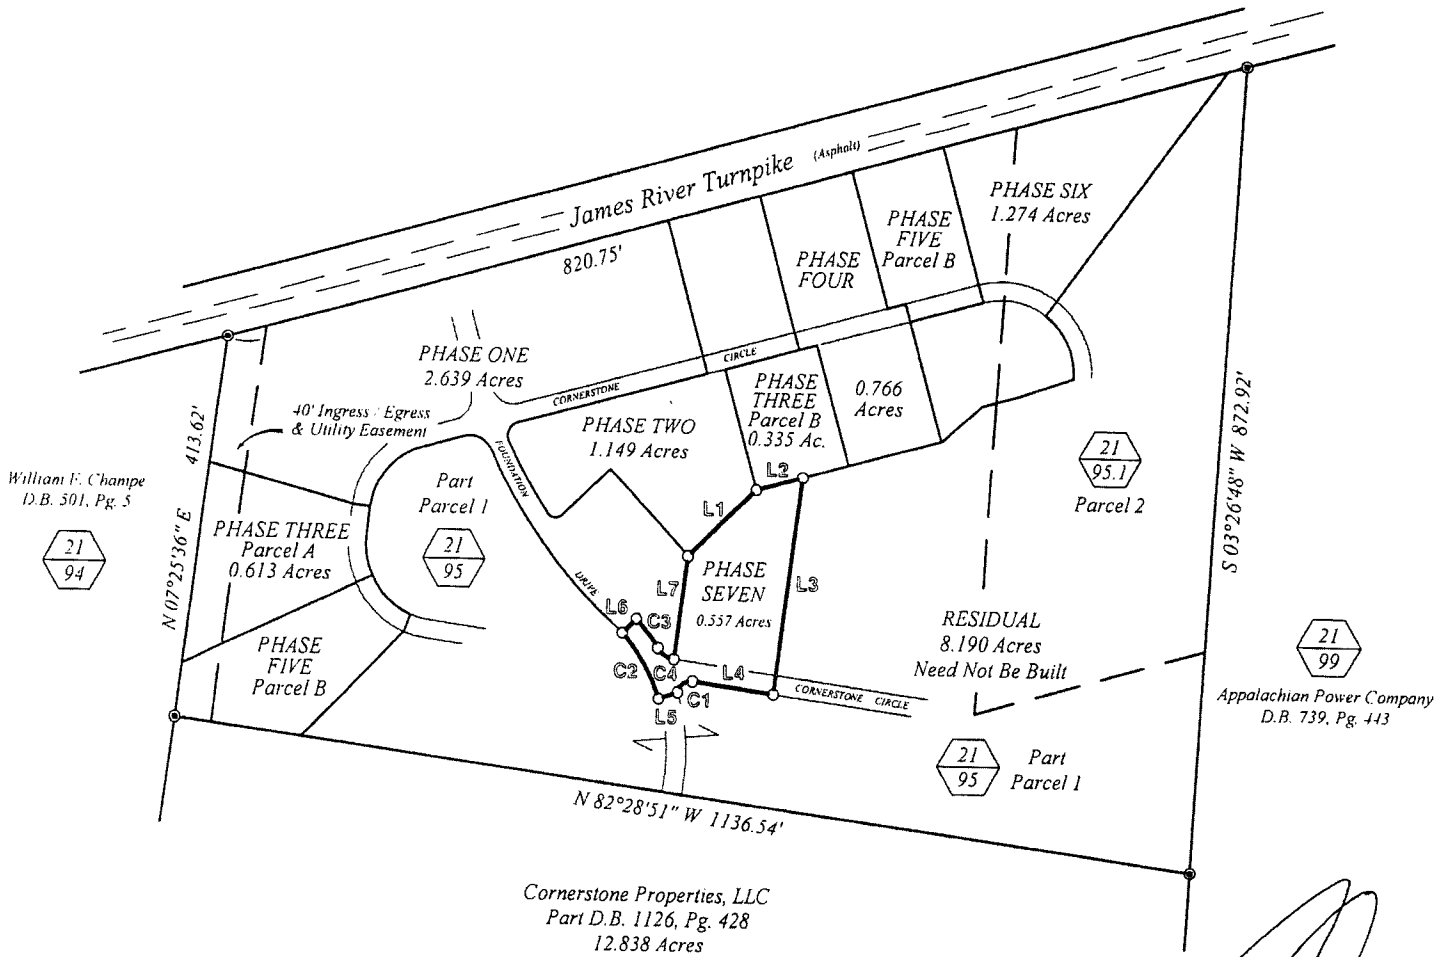 James River Turnpike (Asphalt)
820.75'
PHASE SIX
1.274 Acres
PHASE
FIVE
Parcel B
PHASE
FOUR
PHASE ONE
2.639 Acres
CORNERSTONE CIRCLE
40' Ingress / Egress
& Utility Easement
413.62'
N 07°25'36" E
William F. Champe
D.B. 501, Pg. 5
21
94
PHASE TWO
1.149 Acres
PHASE
THREE
Parcel B
0.335 Ac.
0.766
Acres
FOUNDATION
DRIVE
Part
Parcel 1
21
95
PHASE THREE
Parcel A
0.613 Acres
PHASE
FIVE
Parcel B
L1
L2
L3
L7
PHASE
SEVEN
0.557 Acres
L6
C3
C2
C4
L4
C1
L5
CORNERSTONE CIRCLE
21
95.1
Parcel 2
S 03°26'48" W 872.92'
RESIDUAL
8.190 Acres
Need Not Be Built
21
99
Appalachian Power Company
D.B. 739, Pg. 443
21
95
Part
Parcel 1
N 82°28'51" W 1136.54'
Cornerstone Properties, LLC
Part D.B. 1126, Pg. 428
12.838 Acres